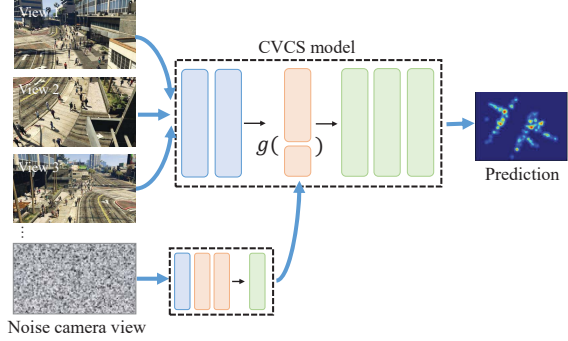 View 1
CVCS model
View 2
g( )
View 3
Prediction
⋮
Noise camera view